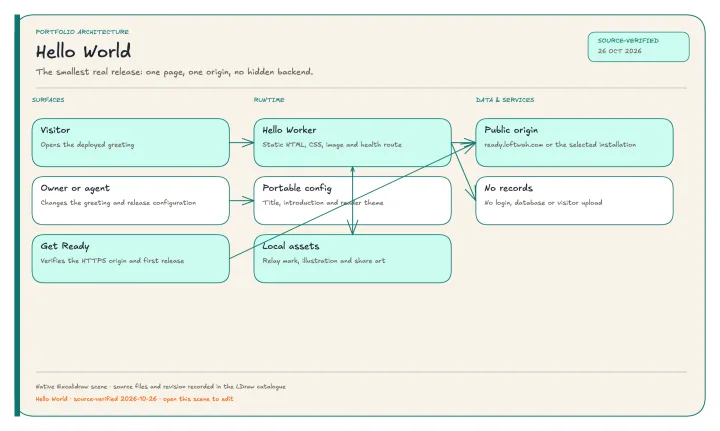 PORTFOLIO ARCHITECTURE
Hello World
The smallest real release: one page, one origin, no hidden backend.
SOURCE-VERIFIED
26 OCT 2026
SURFACES
RUNTIME
DATA & SERVICES
Visitor
Opens the deployed greeting
Hello Worker
Static HTML, CSS, image and health route
Public origin
ready.loftwah.com or the selected installation
Owner or agent
Changes the greeting and release configuration
Portable config
Title, introduction and reader theme
No records
No login, database or visitor upload
Get Ready
Verifies the HTTPS origin and first release
Local assets
Relay mark, illustration and share art
Native Excalidraw scene · source files and revision recorded in the LDraw catalogue
Hello World · source-verified 2026-10-26 · open this scene to edit